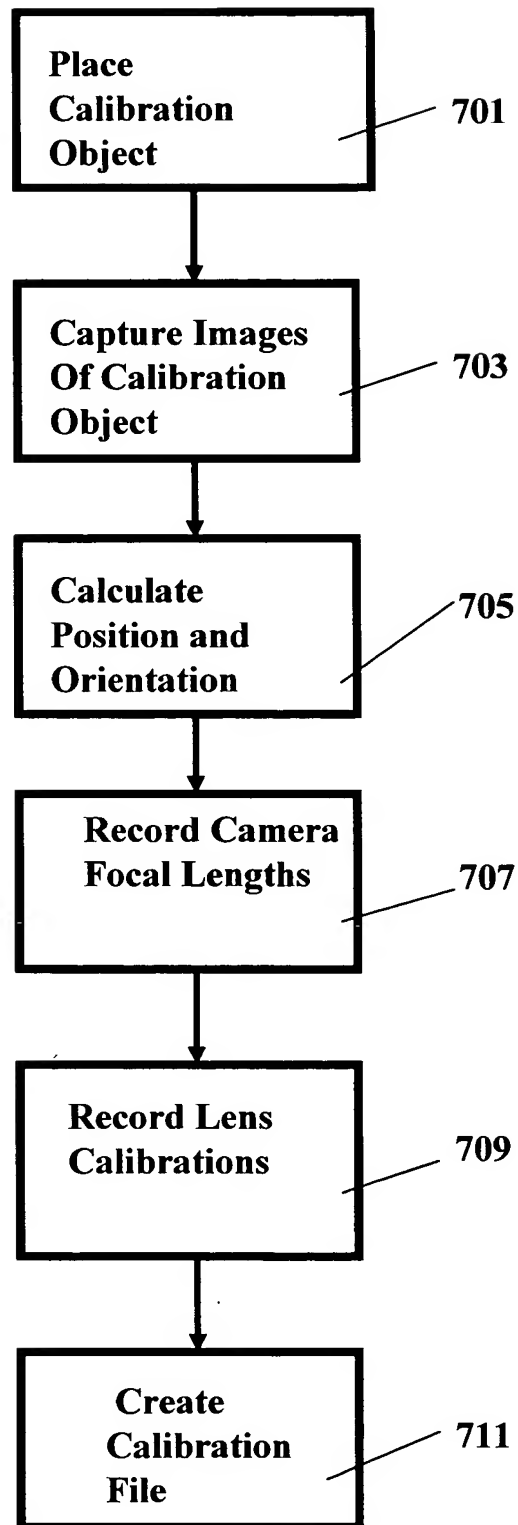 Place
Calibration
Object
701
Capture Images
Of Calibration
Object
703
Calculate
Position and
Orientation
705
Record Camera
Focal Lengths
707
Record Lens
Calibrations
709
Create
Calibration
File
711